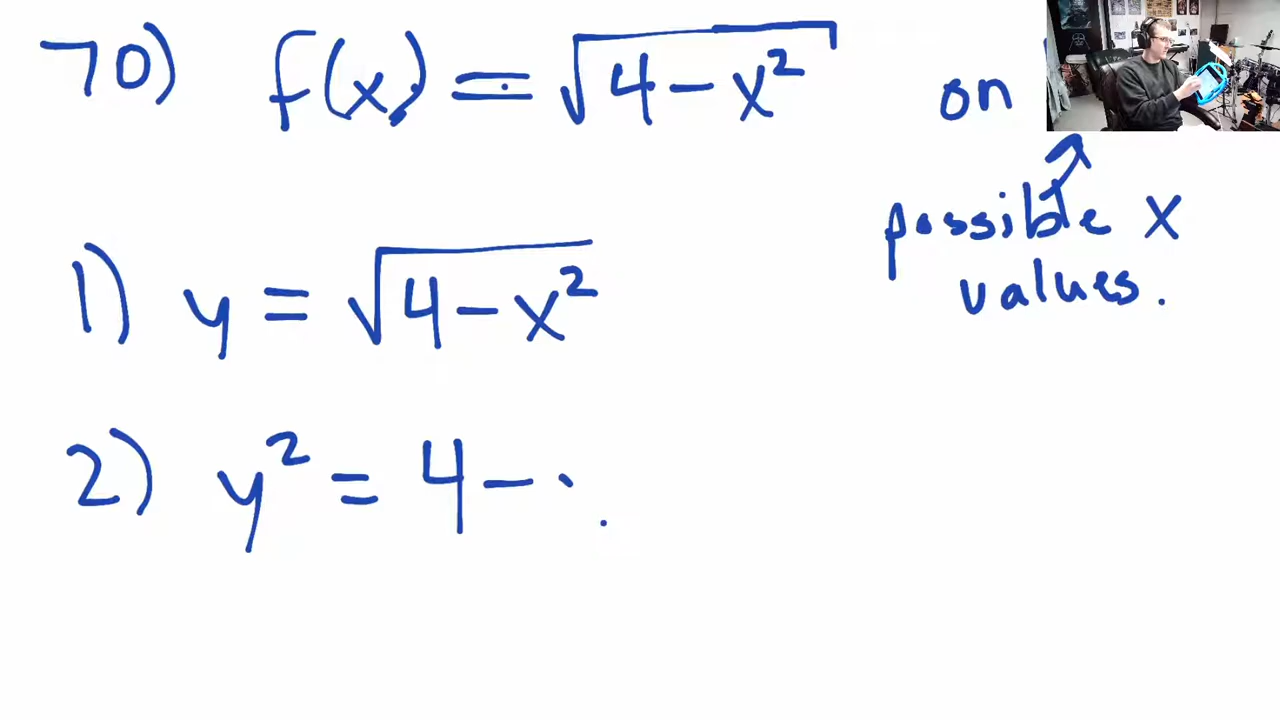 70) f(x) = √4 - x² on
possible x
values.
1) y = √4 - x²
2) y² = 4 -